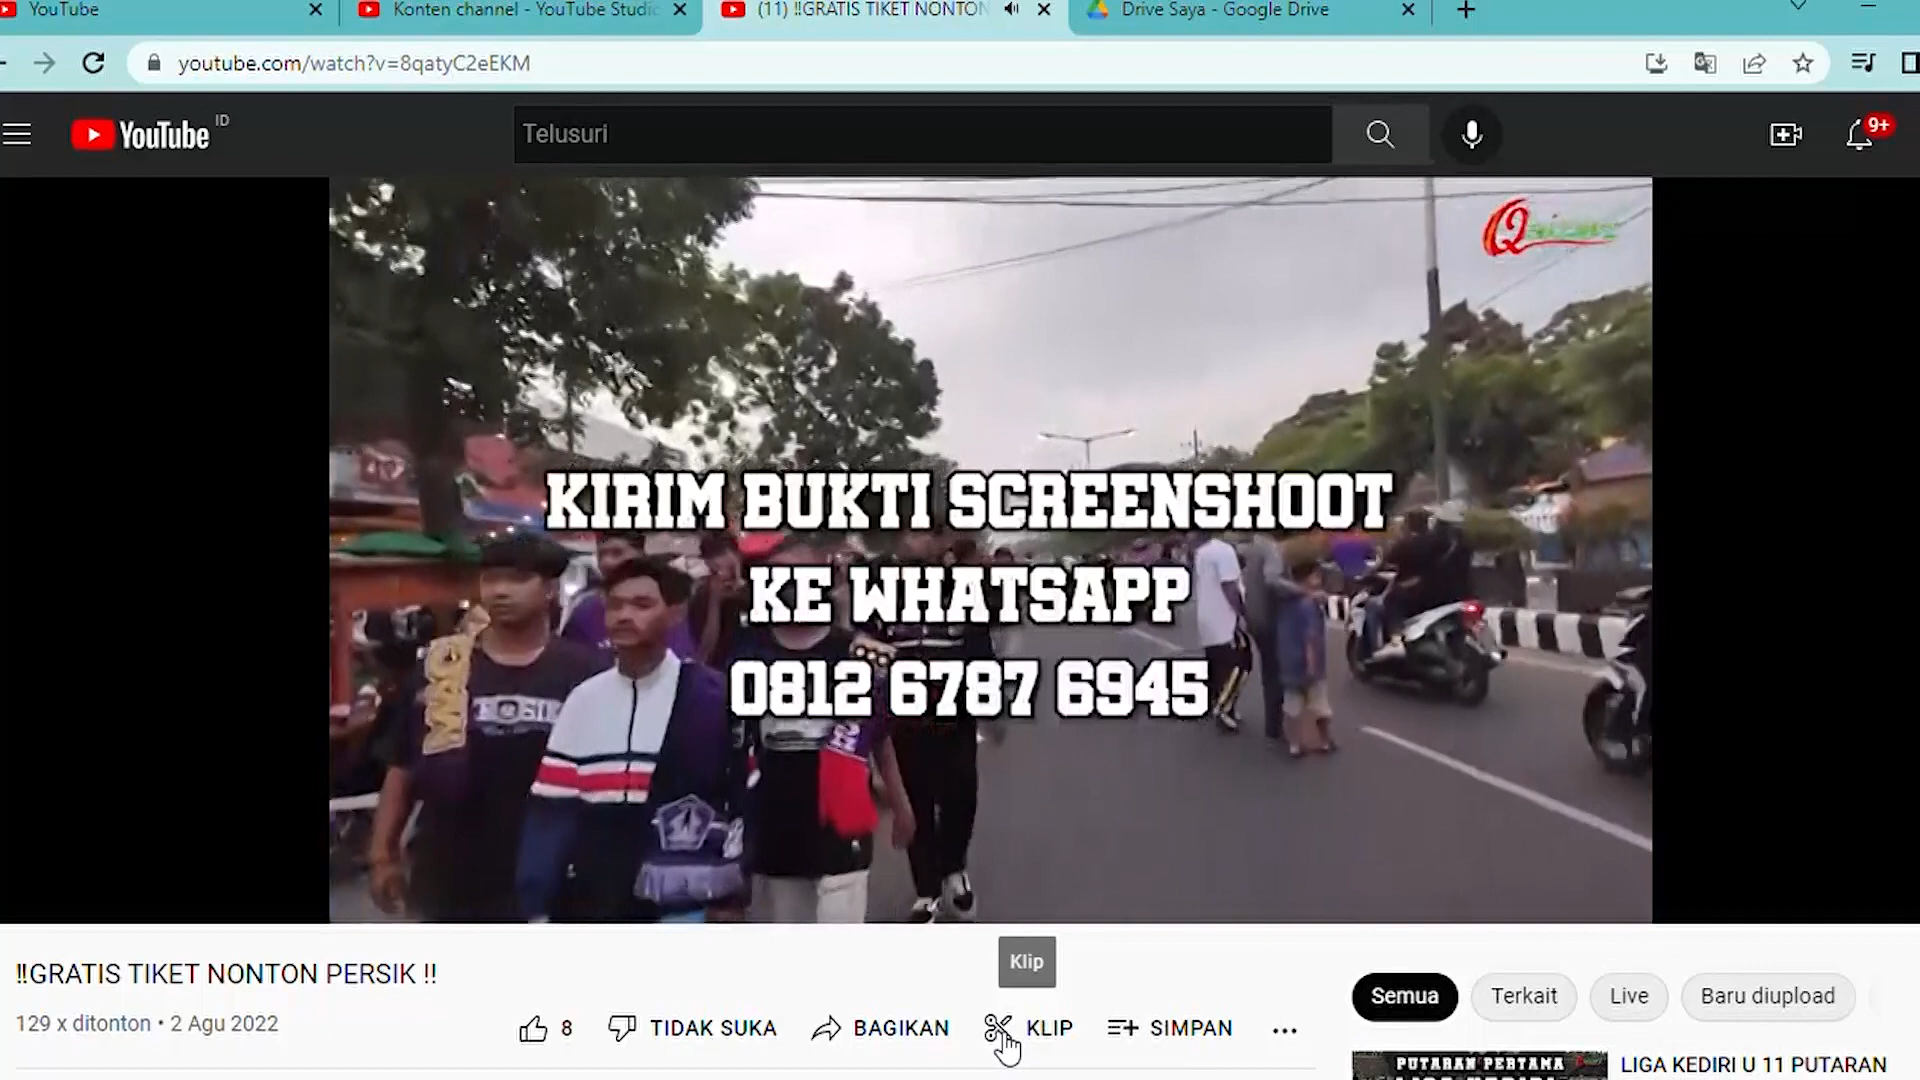 YouTube
Konten channel - YouTube Studio
(11) ‼GRATIS TIKET NONTON
Drive Saya - Google Drive
youtube.com/watch?v=8qatyC2eEKM
YouTube ID
Telusuri
9+
KIRIM BUKTI SCREENSHOOT
KE WHATSAPP
0812 6787 6945
Klip
‼GRATIS TIKET NONTON PERSIK ‼
129 x ditonton • 2 Agu 2022
8
TIDAK SUKA
BAGIKAN
KLIP
SIMPAN
Semua
Terkait
Live
Baru diupload
PUTARAN PERTAMA
LIGA KEDIRI U 11 PUTARAN